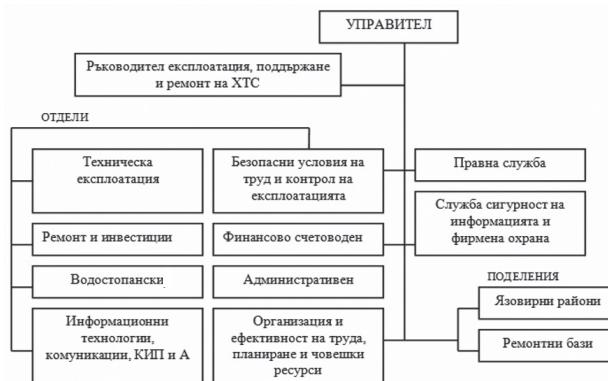 УПРАВИТЕЛ
Ръководител експлоатация, поддържане
и ремонт на ХТС
ОТДЕЛИ
Техническа
експлоатация
Безопасни условия на
труд и контрол на
експлоатацията
Правна служба
Служба сигурност на
информацията и
фирмена охрана
Ремонт и инвестиции
Финансово счетоводен
Водостопански
Административен
ПОДЕЛЕНИЯ
Язовирни райони
Информационни
технологии,
комуникации, КИП и А
Организация и
ефективност на труда,
планиране и човешки
ресурси
Ремонтни бази